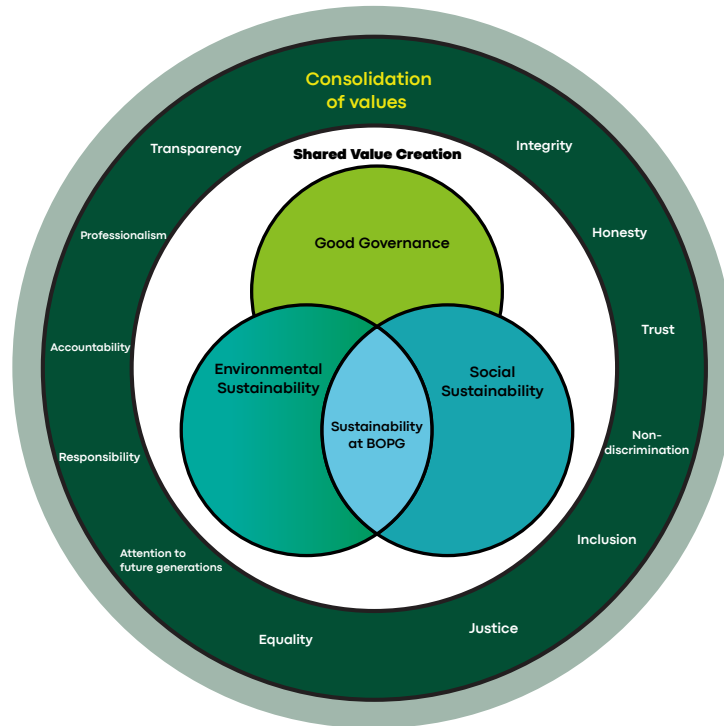 Consolidation
of values
Transparency
Integrity
Shared Value Creation
Professionalism
Honesty
Good Governance
Trust
Accountability
Environmental
Sustainability
Social
Sustainability
Sustainability
at BOPG
Non-
discrimination
Responsibility
Inclusion
Attention to
future generations
Justice
Equality